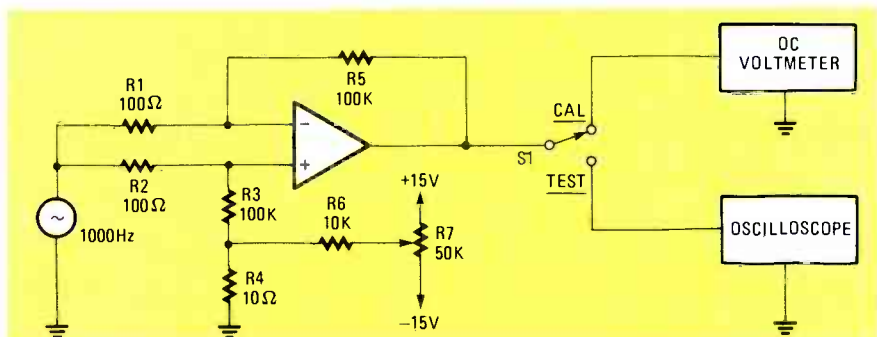 R1
100Ω
R2
100Ω
1000Hz
R5
100K
−
+
R3
100K
R4
10Ω
R6
10K
+15V
R7
50K
−15V
S1
CAL
TEST
OC
VOLTMETER
OSCILLOSCOPE